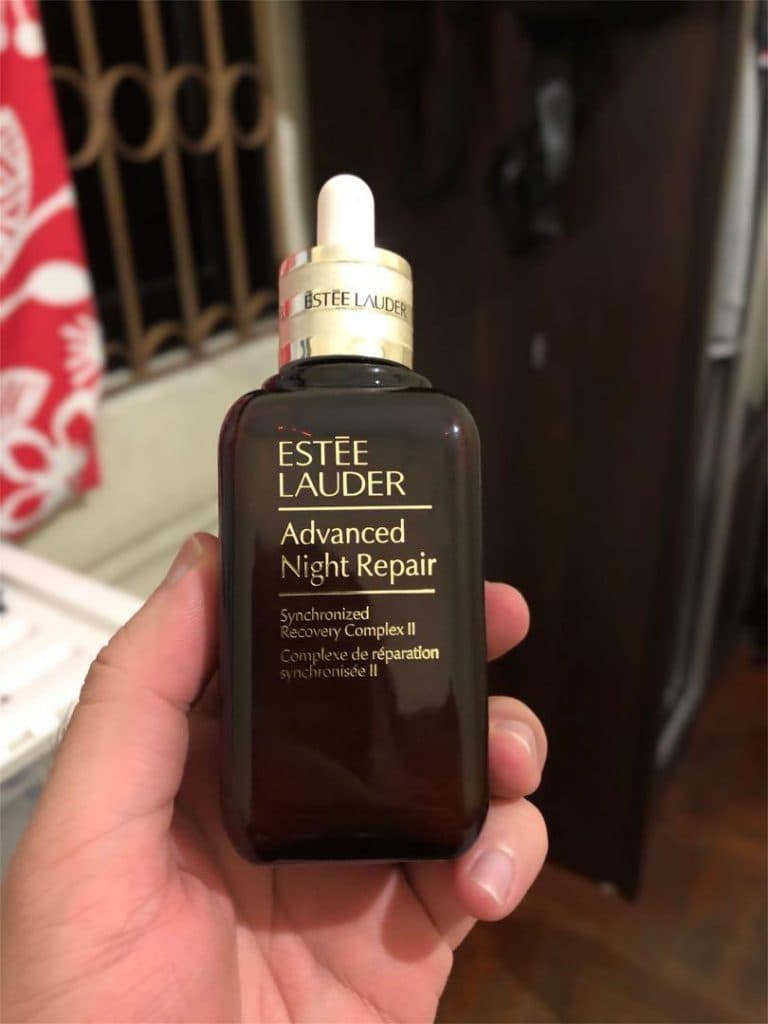 ESTĒE LAUDER
ESTĒE
LAUDER
Advanced
Night Repair
Synchronized
Recovery Complex II
Complexe de réparation
synchronisée II